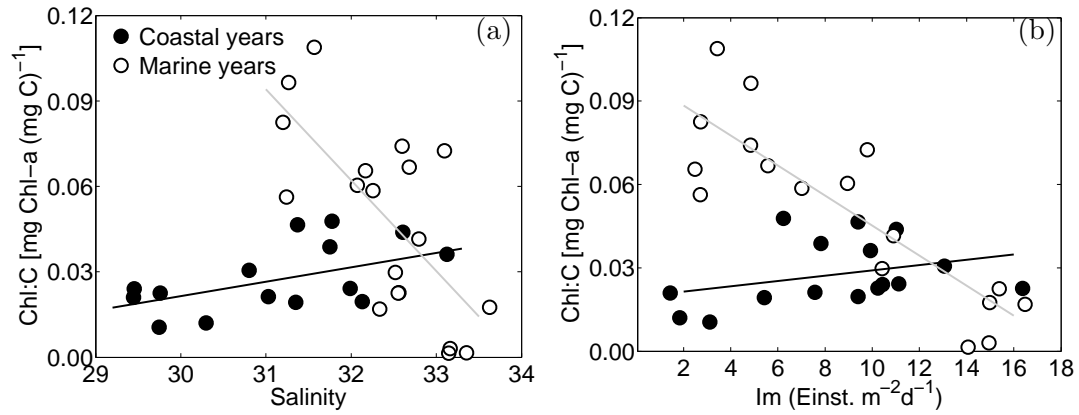 0.12
0.09
0.06
0.03
0.00
Chl:C [mg Chl−a (mg C)⁻¹]
(a)
Coastal years
Marine years
29 30 31 32 33 34
Salinity
0.12
0.09
0.06
0.03
0.00
Chl:C [mg Chl−a (mg C)⁻¹]
(b)
2 4 6 8 10 12 14 16 18
Im (Einst. m⁻²d⁻¹)